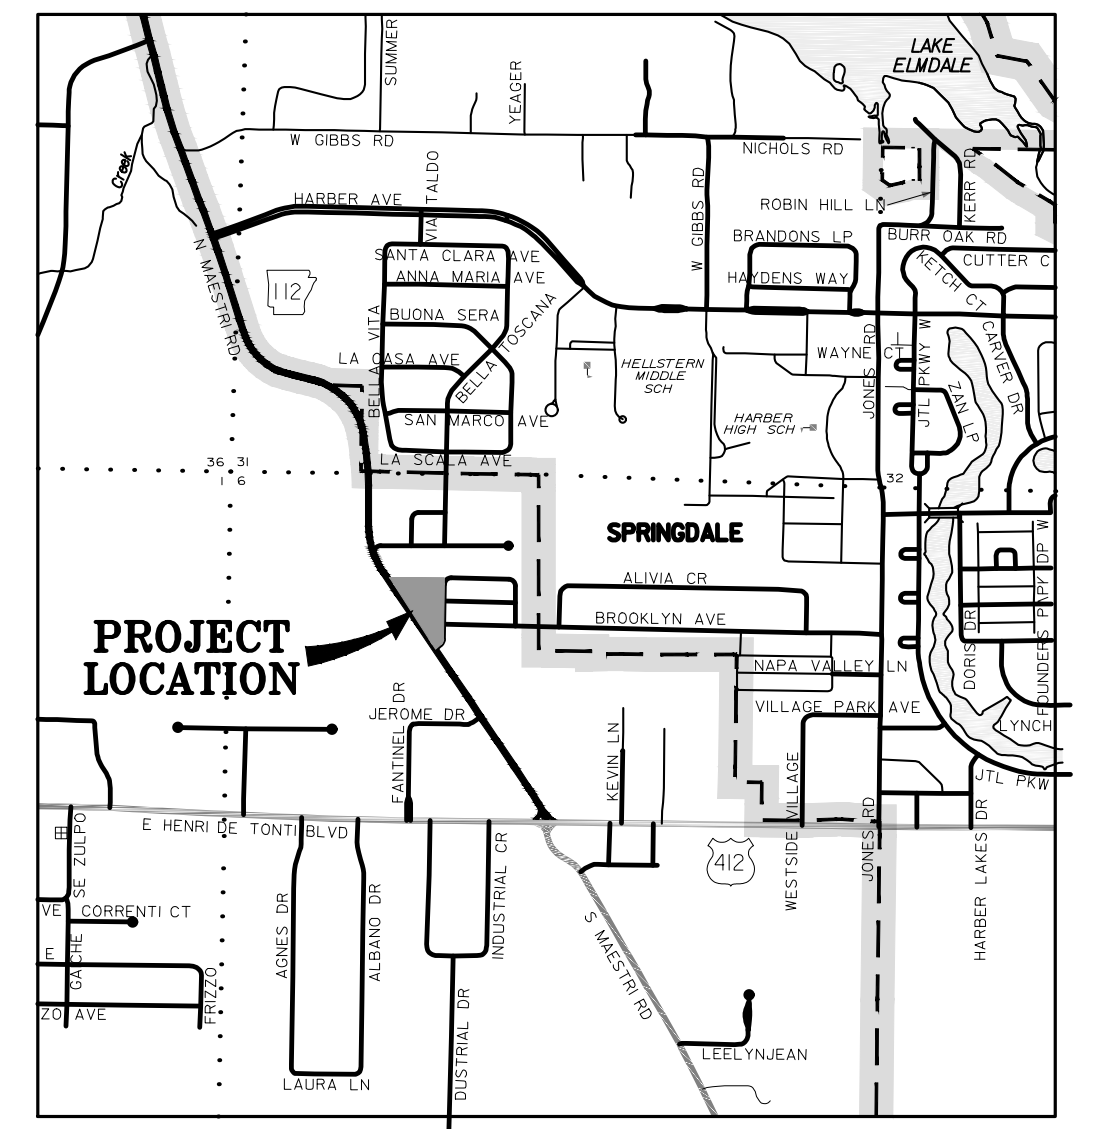 LAKE
ELMDALE
SUMMER
YEAGER
W GIBBS RD
NICHOLS RD
Creek
VIA TALDO
HARBER AVE
W GIBBS RD
KERR RD
ROBIN HILL LN
BURR OAK RD
BRANDONS LP
SANTA CLARA AVE
ANNA MARIA AVE
HAYDENS WAY
KETCH CT
CUTTER C
N MAESTRI RD
112
BUONA SERA
BELLA VITA
BELLA TOSCANA
LA CASA AVE
HELLSTERN
MIDDLE
SCH
WAYNE CT
JONES RD
JTL PKWY W
CARVER DR
ZAN LP
SAN MARCO AVE
HARBER
HIGH SCH
LA SCALA AVE
36 31
1 6
32
SPRINGDALE
ALIVIA CR
BROOKLYN AVE
PROJECT
LOCATION
DORIS DR
FOUNDERS PARY DP W
NAPA VALLEY LN
VILLAGE PARK AVE
LYNCH
JEROME DR
FANTINEL DR
KEVIN LN
WESTSIDE VILLAGE
JTL PKW
JONES RD
HARBER LAKES DR
E HENRI DE TONTI BLVD
412
SE ZULPO
VE
CORRENTI CT
E
GAICHE
ZO AVE
FRIZZO
AGNES DR
ALBANO DR
INDUSTRIAL CR
S MAESTRI RD
LEELYNJEAN
LAURA LN
DUSTRIAL DR